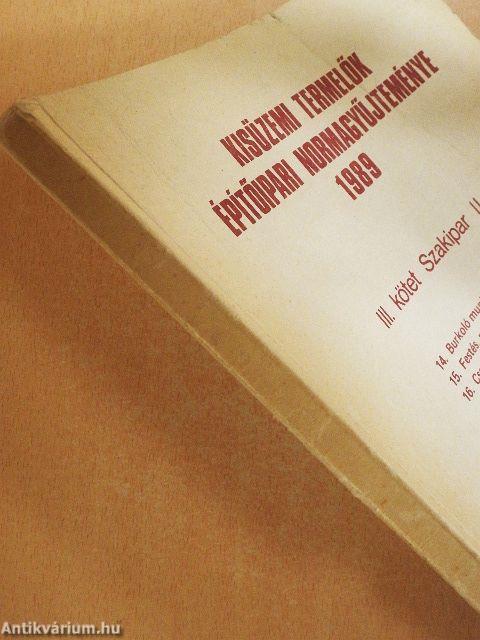 KISÜZEMI TERMELŐK
ÉPÍTŐIPARI NORMAGYŰJTEMÉNYE
1989
III. kötet Szakipar
14. Burkoló
15. Festés
16.
Antikvárium.hu